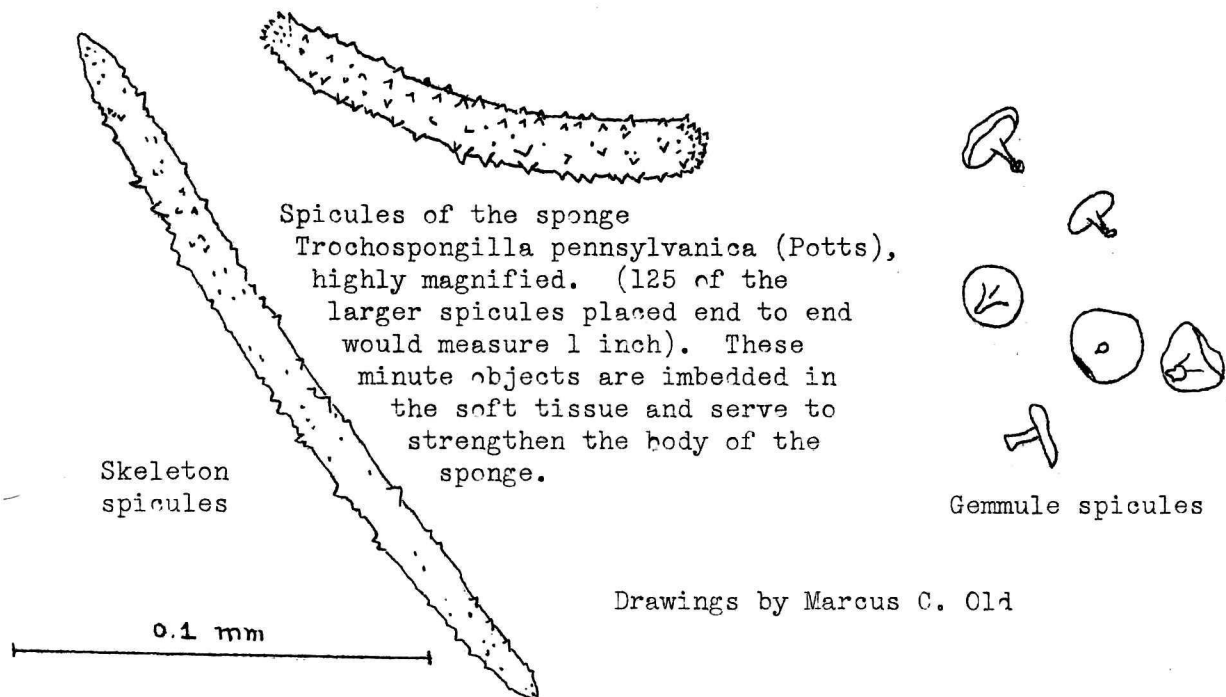 Spicules of the sponge
Trochospongilla pennsylvanica (Potts),
highly magnified. (125 of the
larger spicules placed end to end
would measure 1 inch). These
minute objects are imbedded in
the soft tissue and serve to
strengthen the body of the
sponge.
Skeleton
spicules
Gemmule spicules
Drawings by Marcus C. Old
0.1 mm